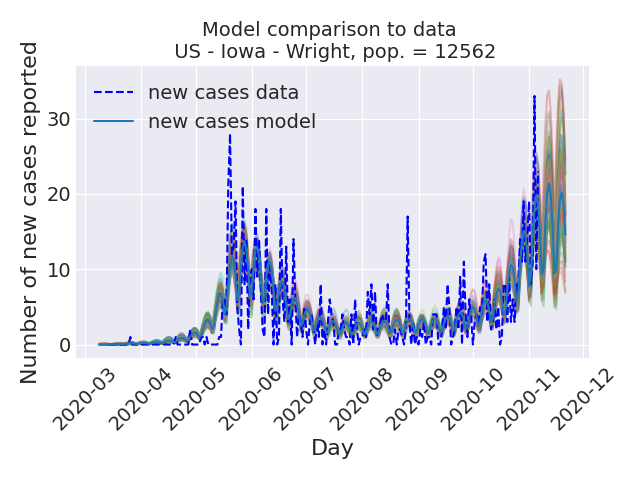 Model comparison to data
US - Iowa - Wright, pop. = 12562
new cases data
new cases model
Number of new cases reported
30
20
10
0
2020-03
2020-04
2020-05
2020-06
2020-07
2020-08
2020-09
2020-10
2020-11
2020-12
Day